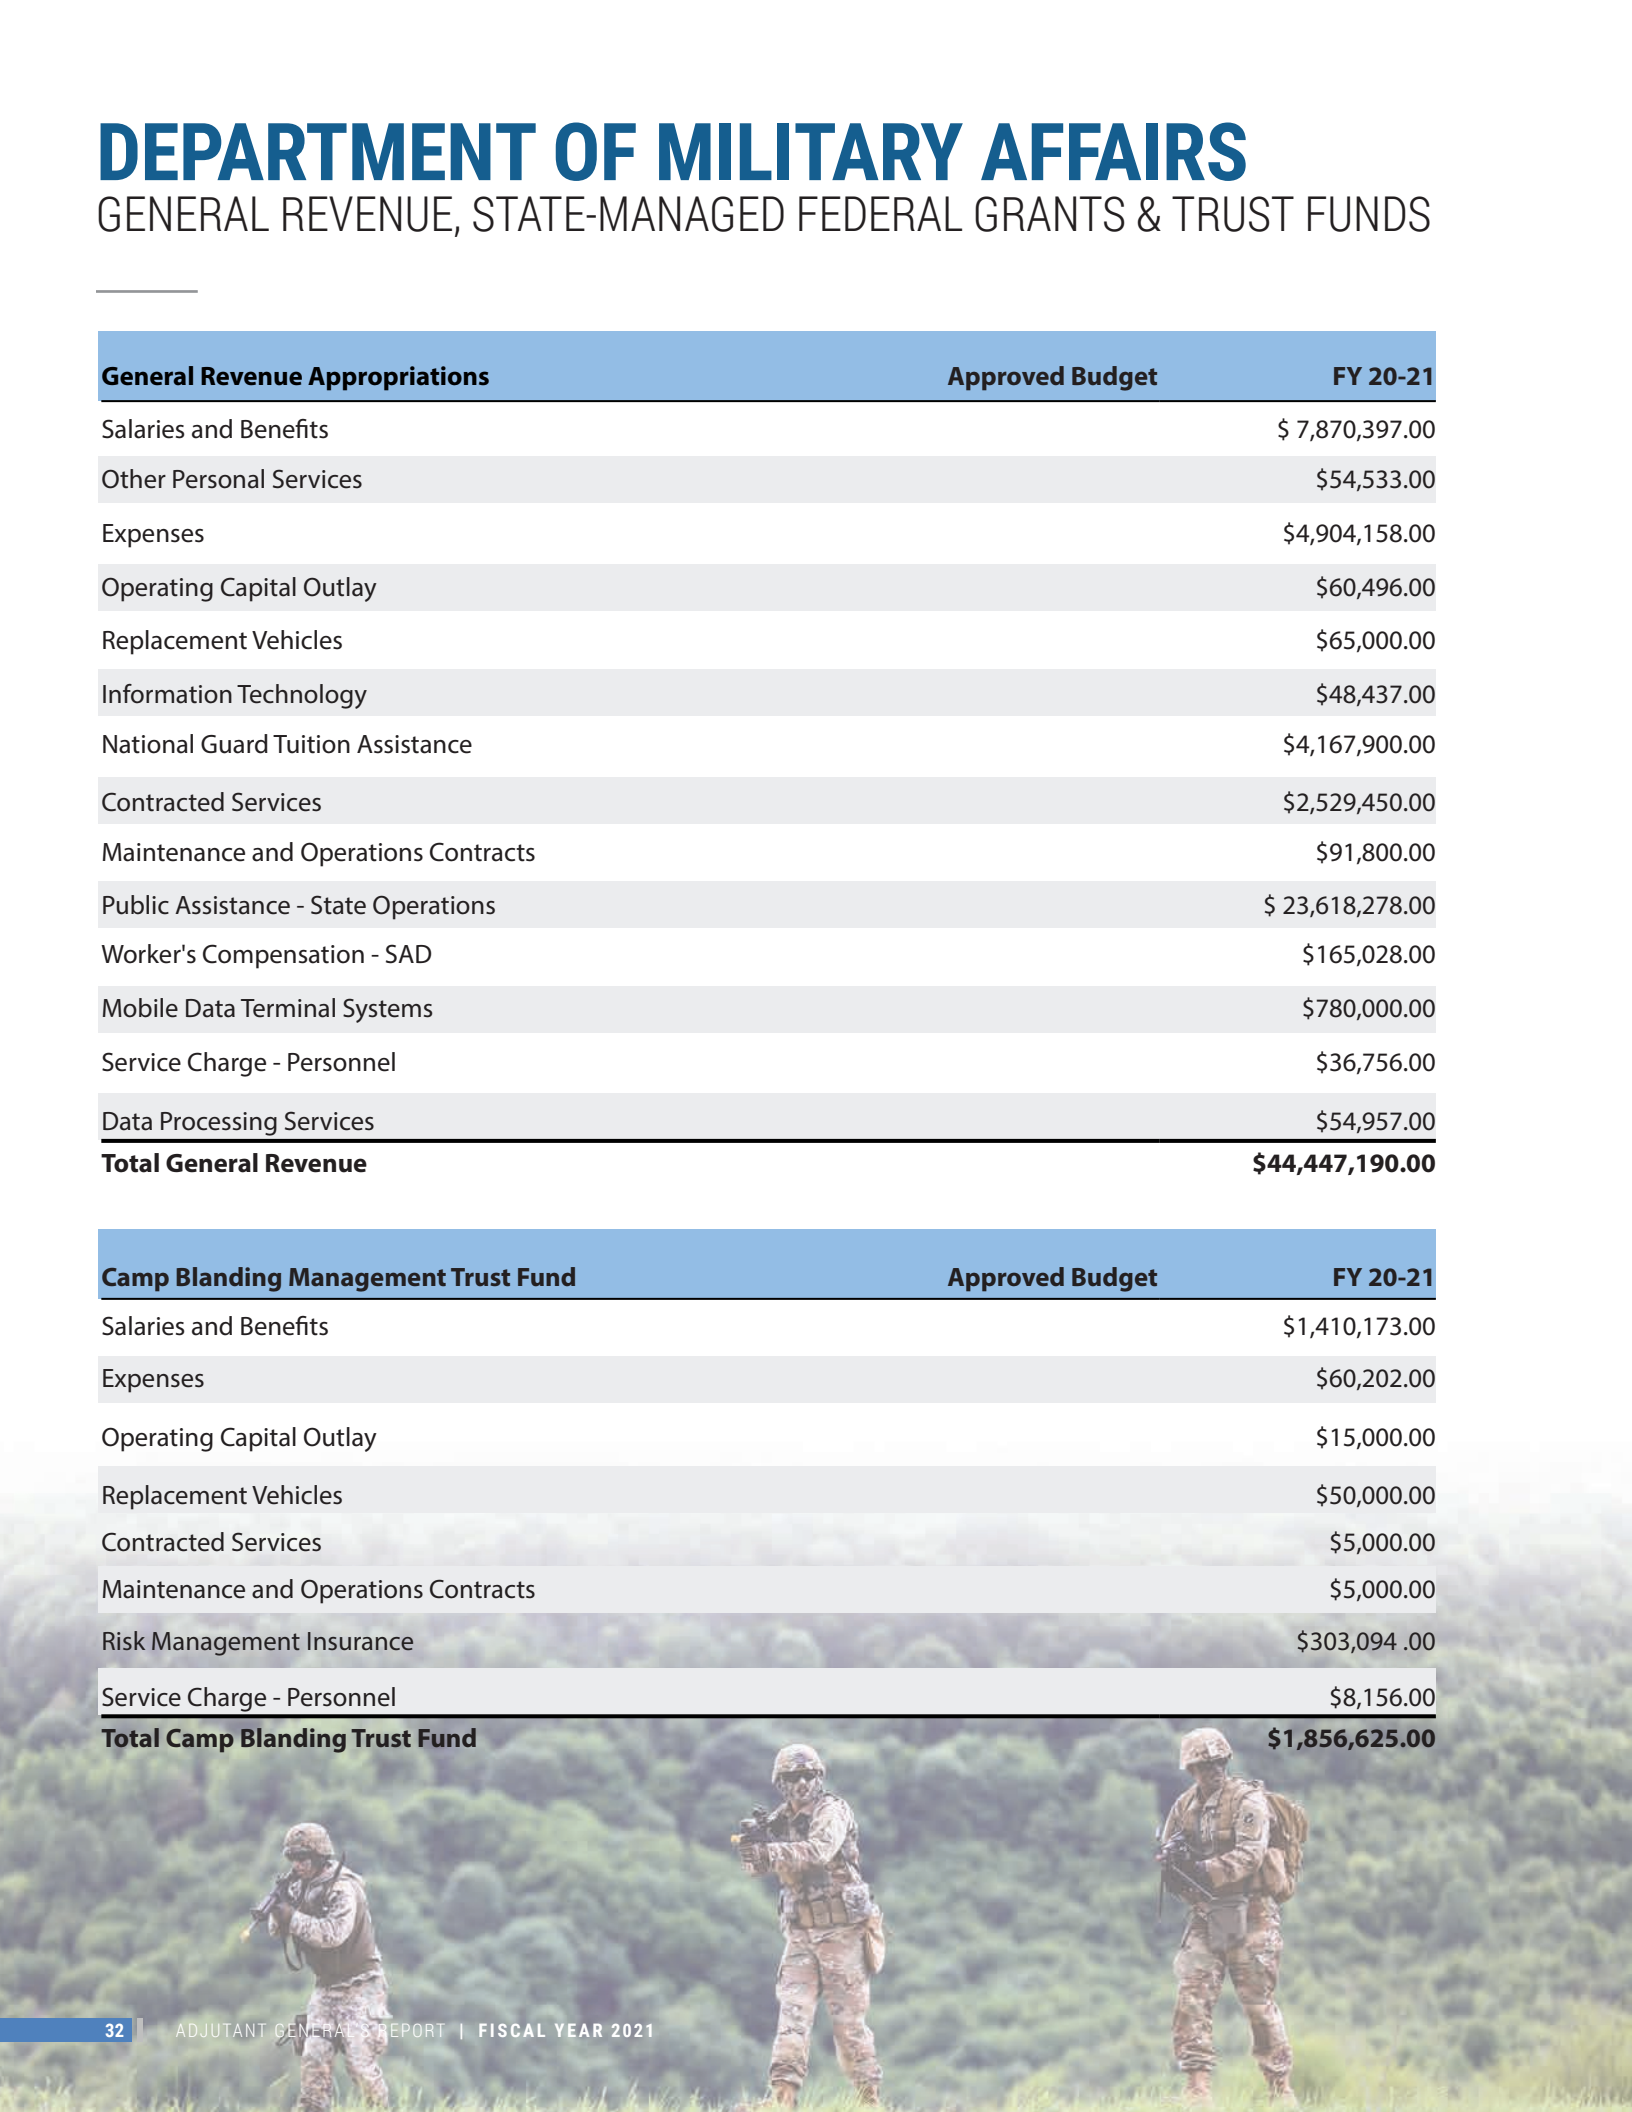 DEPARTMENT OF MILITARY AFFAIRS
GENERAL REVENUE, STATE-MANAGED FEDERAL GRANTS & TRUST FUNDS
General Revenue Appropriations Approved Budget FY 20-21
Salaries and Benefits $ 7,870,397.00
Other Personal Services $54,533.00
Expenses $4,904,158.00
Operating Capital Outlay $60,496.00
Replacement Vehicles $65,000.00
Information Technology $48,437.00
National Guard Tuition Assistance $4,167,900.00
Contracted Services $2,529,450.00
Maintenance and Operations Contracts $91,800.00
Public Assistance - State Operations $ 23,618,278.00
Worker's Compensation - SAD $165,028.00
Mobile Data Terminal Systems $780,000.00
Service Charge - Personnel $36,756.00
Data Processing Services $54,957.00
Total General Revenue $44,447,190.00
Camp Blanding Management Trust Fund Approved Budget FY 20-21
Salaries and Benefits $1,410,173.00
Expenses $60,202.00
Operating Capital Outlay $15,000.00
Replacement Vehicles $50,000.00
Contracted Services $5,000.00
Maintenance and Operations Contracts $5,000.00
Risk Management Insurance $303,094 .00
Service Charge - Personnel $8,156.00
Total Camp Blanding Trust Fund $1,856,625.00
32 ADJUTANT GENERAL'S REPORT | FISCAL YEAR 2021